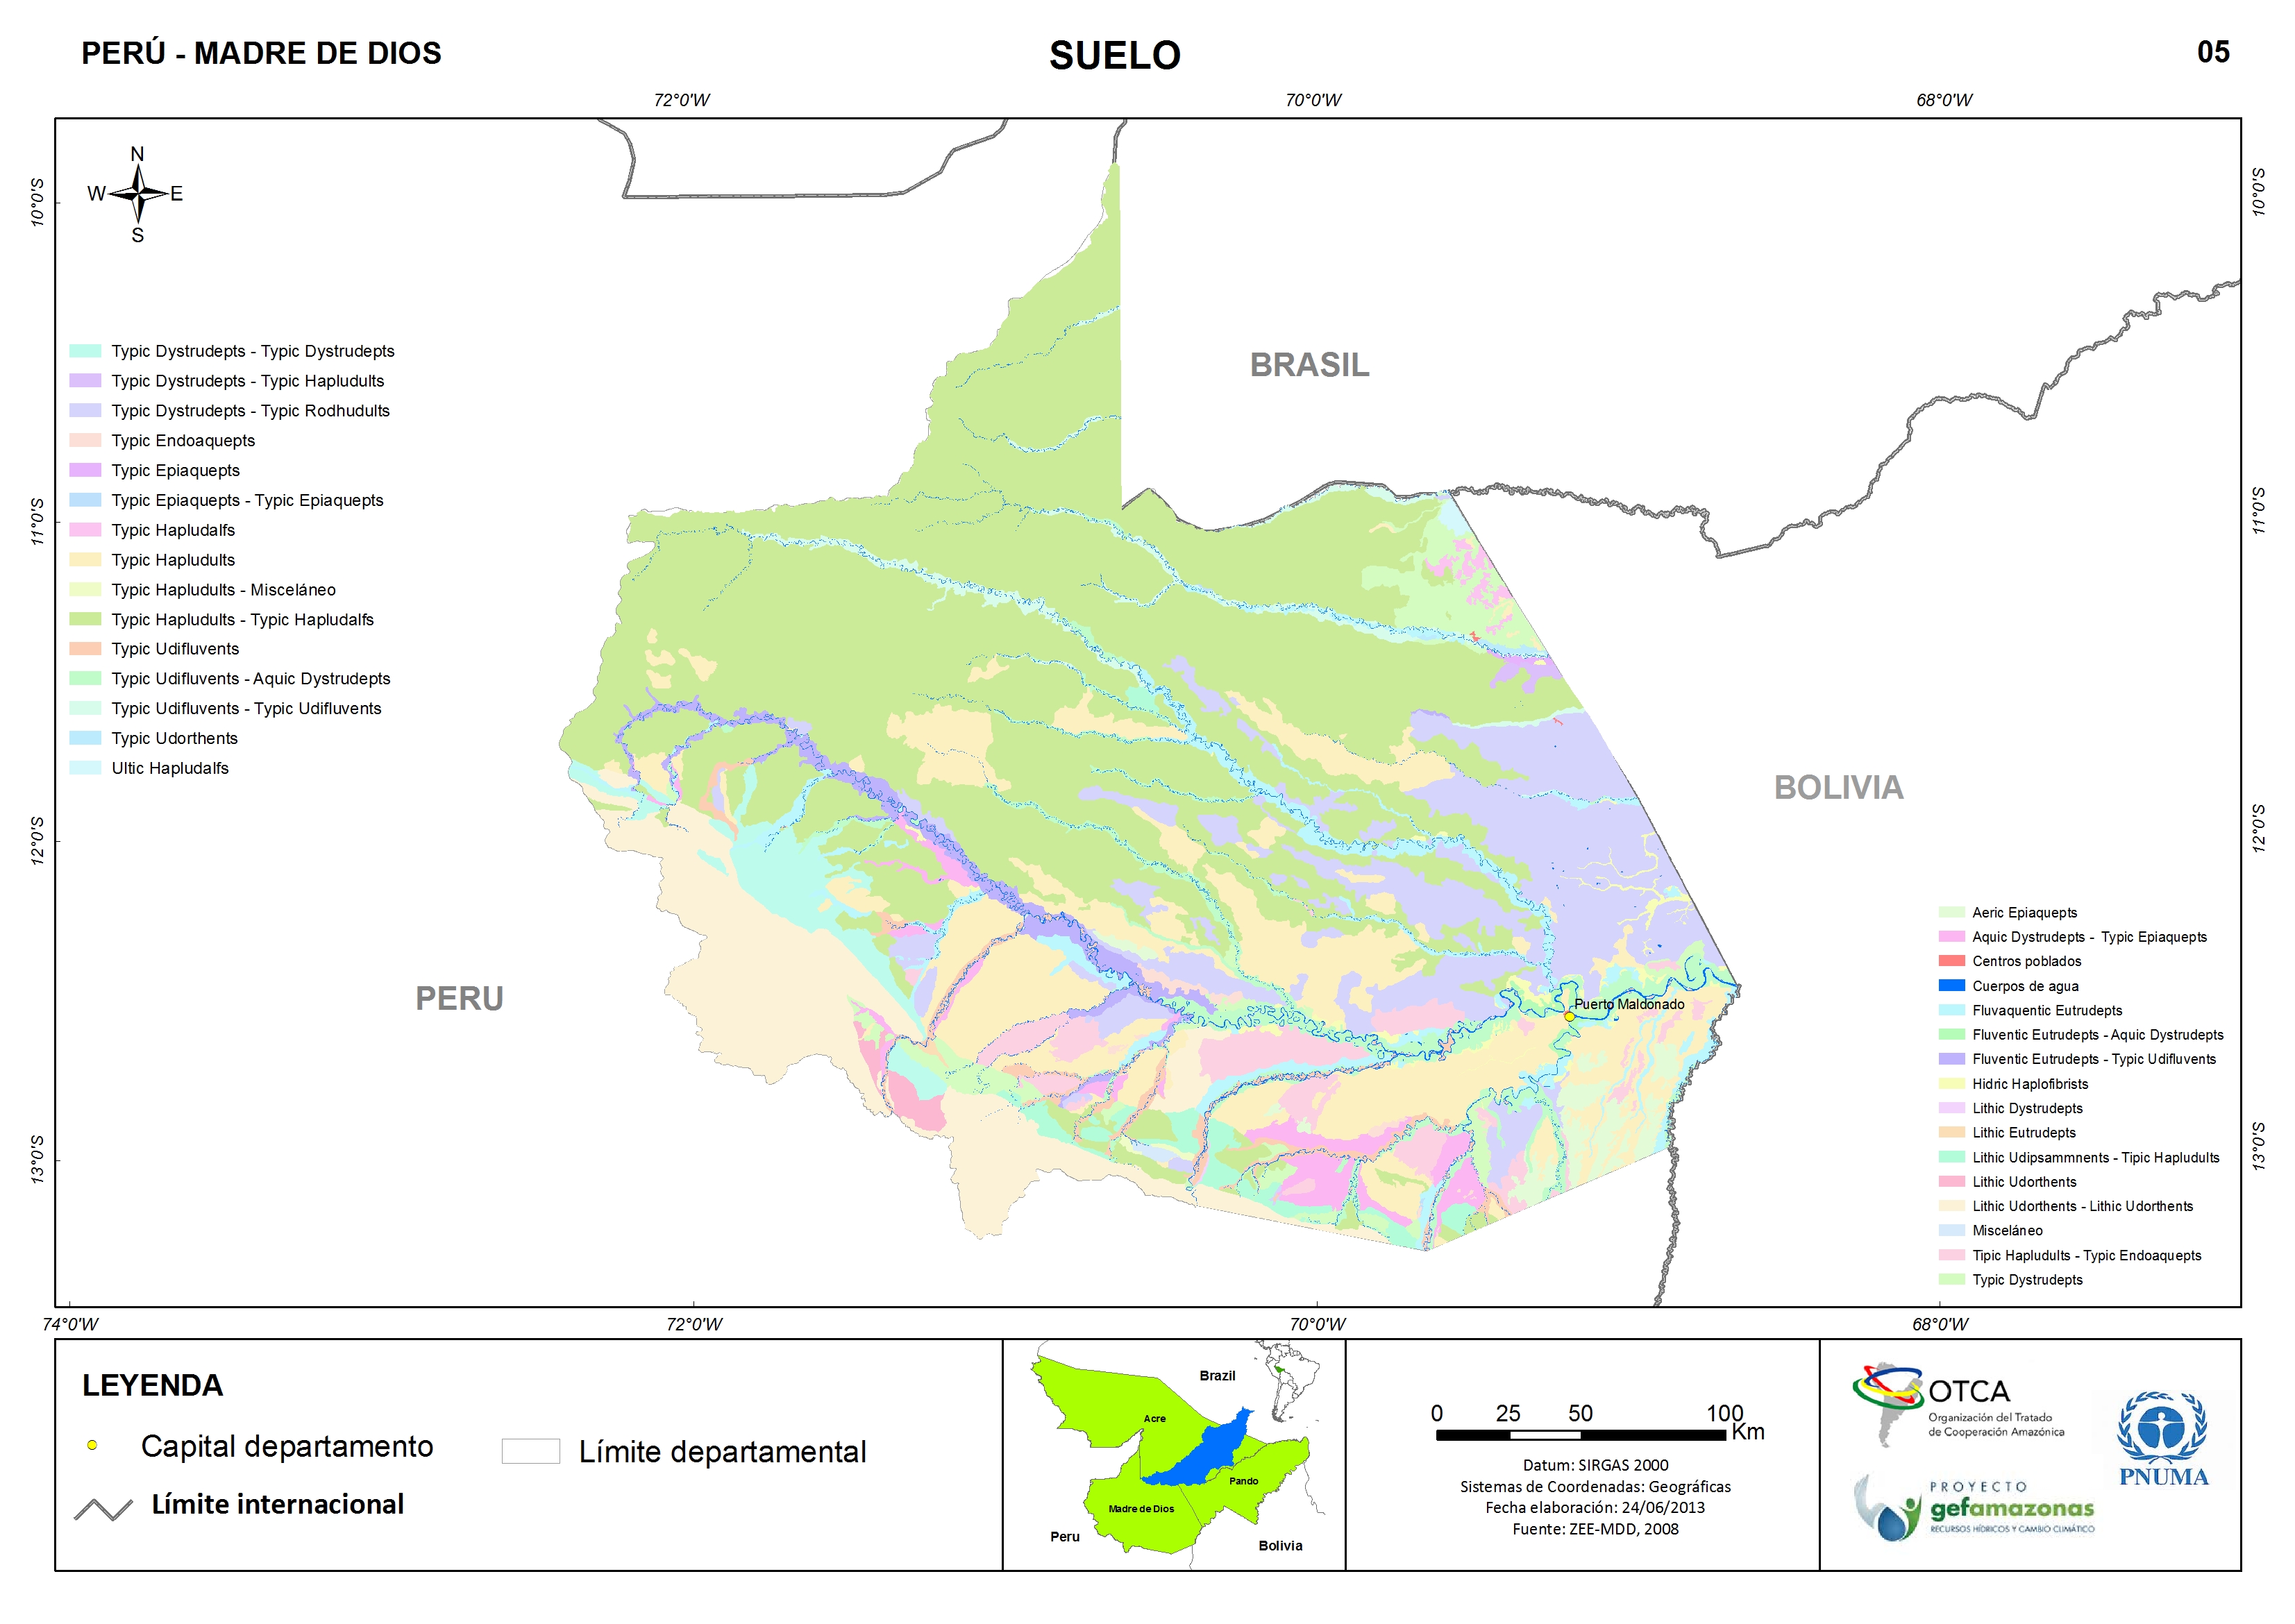 PERÚ - MADRE DE DIOS
SUELO
05
72°0'W
70°0'W
68°0'W
N
W
E
S
10°0'S
10°0'S
BRASIL
Typic Dystrudepts - Typic Dystrudepts
Typic Dystrudepts - Typic Hapludults
Typic Dystrudepts - Typic Rodhudults
Typic Endoaquepts
Typic Epiaquepts
Typic Epiaquepts - Typic Epiaquepts
Typic Hapludalfs
Typic Hapludults
Typic Hapludults - Misceláneo
Typic Hapludults - Typic Hapludalfs
Typic Udifluvents
Typic Udifluvents - Aquic Dystrudepts
Typic Udifluvents - Typic Udifluvents
Typic Udorthents
Ultic Hapludalfs
11°0'S
11°0'S
BOLIVIA
12°0'S
12°0'S
PERU
Puerto Maldonado
Aeric Epiaquepts
Aquic Dystrudepts - Typic Epiaquepts
Centros poblados
Cuerpos de agua
Fluvaquentic Eutrudepts
Fluventic Eutrudepts - Aquic Dystrudepts
Fluventic Eutrudepts - Typic Udifluvents
Hidric Haplofibrists
Lithic Dystrudepts
Lithic Eutrudepts
Lithic Udipsammnents - Tipic Hapludults
Lithic Udorthents
Lithic Udorthents - Lithic Udorthents
Misceláneo
Tipic Hapludults - Typic Endoaquepts
Typic Dystrudepts
13°0'S
13°0'S
74°0'W
72°0'W
70°0'W
68°0'W
LEYENDA
Capital departamento
Límite departamental
Límite internacional
Brazil
Acre
Pando
Madre de Dios
Peru
Bolivia
0 25 50 100
Km
Datum: SIRGAS 2000
Sistemas de Coordenadas: Geográficas
Fecha elaboración: 24/06/2013
Fuente: ZEE-MDD, 2008
OTCA
Organización del Tratado
de Cooperación Amazónica
PNUMA
PROYECTO
gefamazonas
RECURSOS HÍDRICOS Y CAMBIO CLIMÁTICO